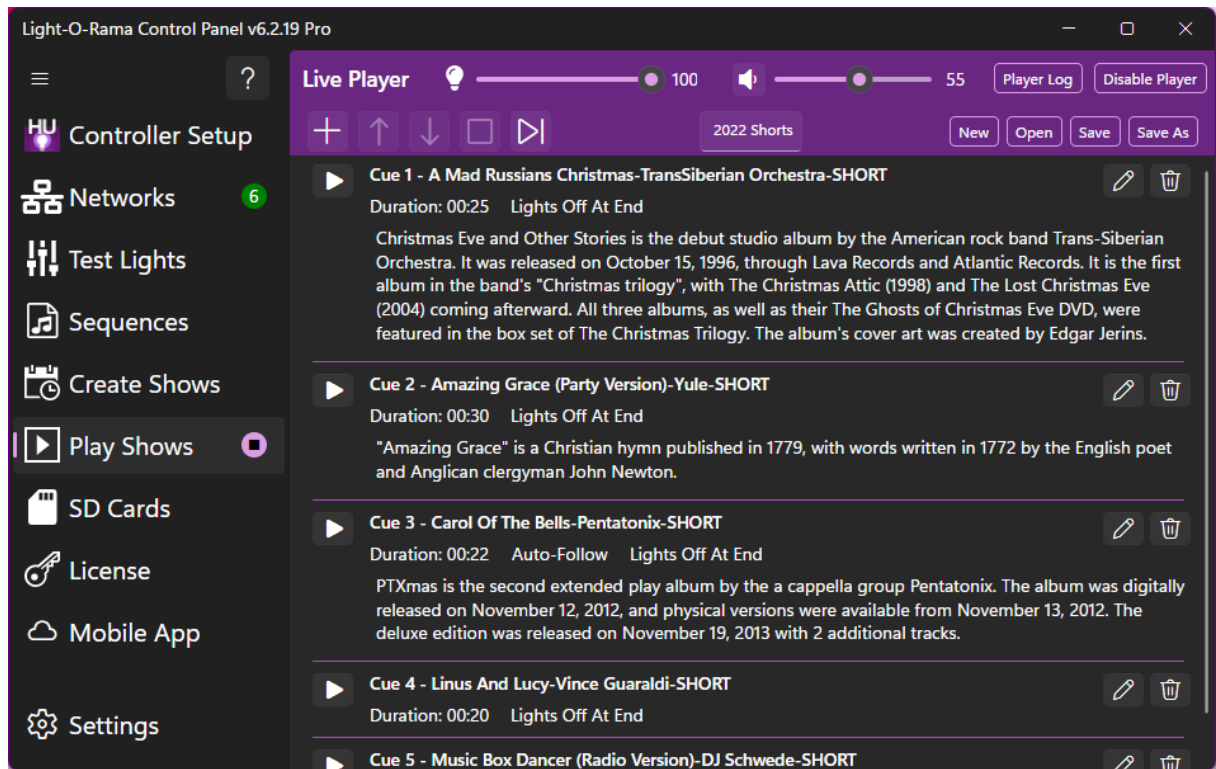 Light-O-Rama Control Panel v6.2.19 Pro
?
Live Player
100
55
Player Log
Disable Player
2022 Shorts
New
Open
Save
Save As
HU
Controller Setup
Networks
6
Test Lights
Sequences
Create Shows
Play Shows
SD Cards
License
Mobile App
Settings
Cue 1 - A Mad Russians Christmas-TransSiberian Orchestra-SHORT
Duration: 00:25 Lights Off At End
Christmas Eve and Other Stories is the debut studio album by the American rock band Trans-Siberian
Orchestra. It was released on October 15, 1996, through Lava Records and Atlantic Records. It is the first
album in the band's "Christmas trilogy", with The Christmas Attic (1998) and The Lost Christmas Eve
(2004) coming afterward. All three albums, as well as their The Ghosts of Christmas Eve DVD, were
featured in the box set of The Christmas Trilogy. The album's cover art was created by Edgar Jerins.
Cue 2 - Amazing Grace (Party Version)-Yule-SHORT
Duration: 00:30 Lights Off At End
"Amazing Grace" is a Christian hymn published in 1779, with words written in 1772 by the English poet
and Anglican clergyman John Newton.
Cue 3 - Carol Of The Bells-Pentatonix-SHORT
Duration: 00:22 Auto-Follow Lights Off At End
PTXmas is the second extended play album by the a cappella group Pentatonix. The album was digitally
released on November 12, 2012, and physical versions were available from November 13, 2012. The
deluxe edition was released on November 19, 2013 with 2 additional tracks.
Cue 4 - Linus And Lucy-Vince Guaraldi-SHORT
Duration: 00:20 Lights Off At End
Cue 5 - Music Box Dancer (Radio Version)-DJ Schwede-SHORT